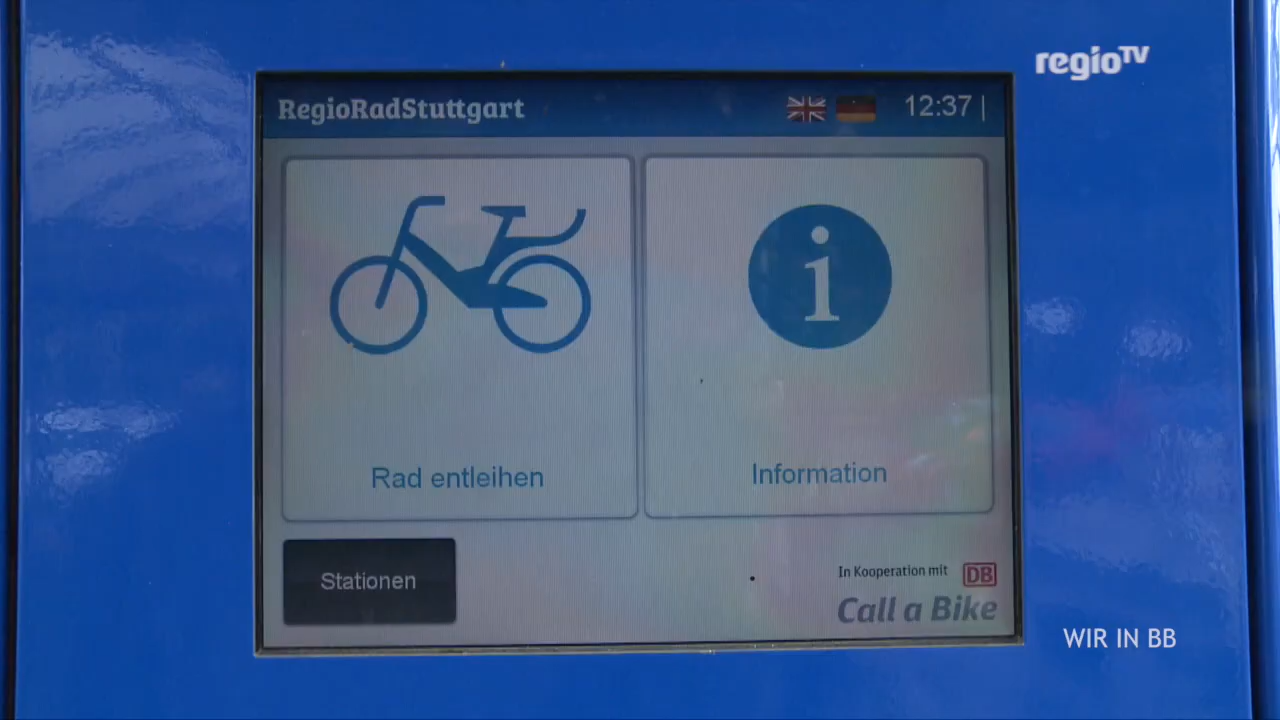 regioTV
RegioRadStuttgart
12:37 |
i
Rad entleihen
Information
Stationen
In Kooperation mit DB
Call a Bike
WIR IN BB